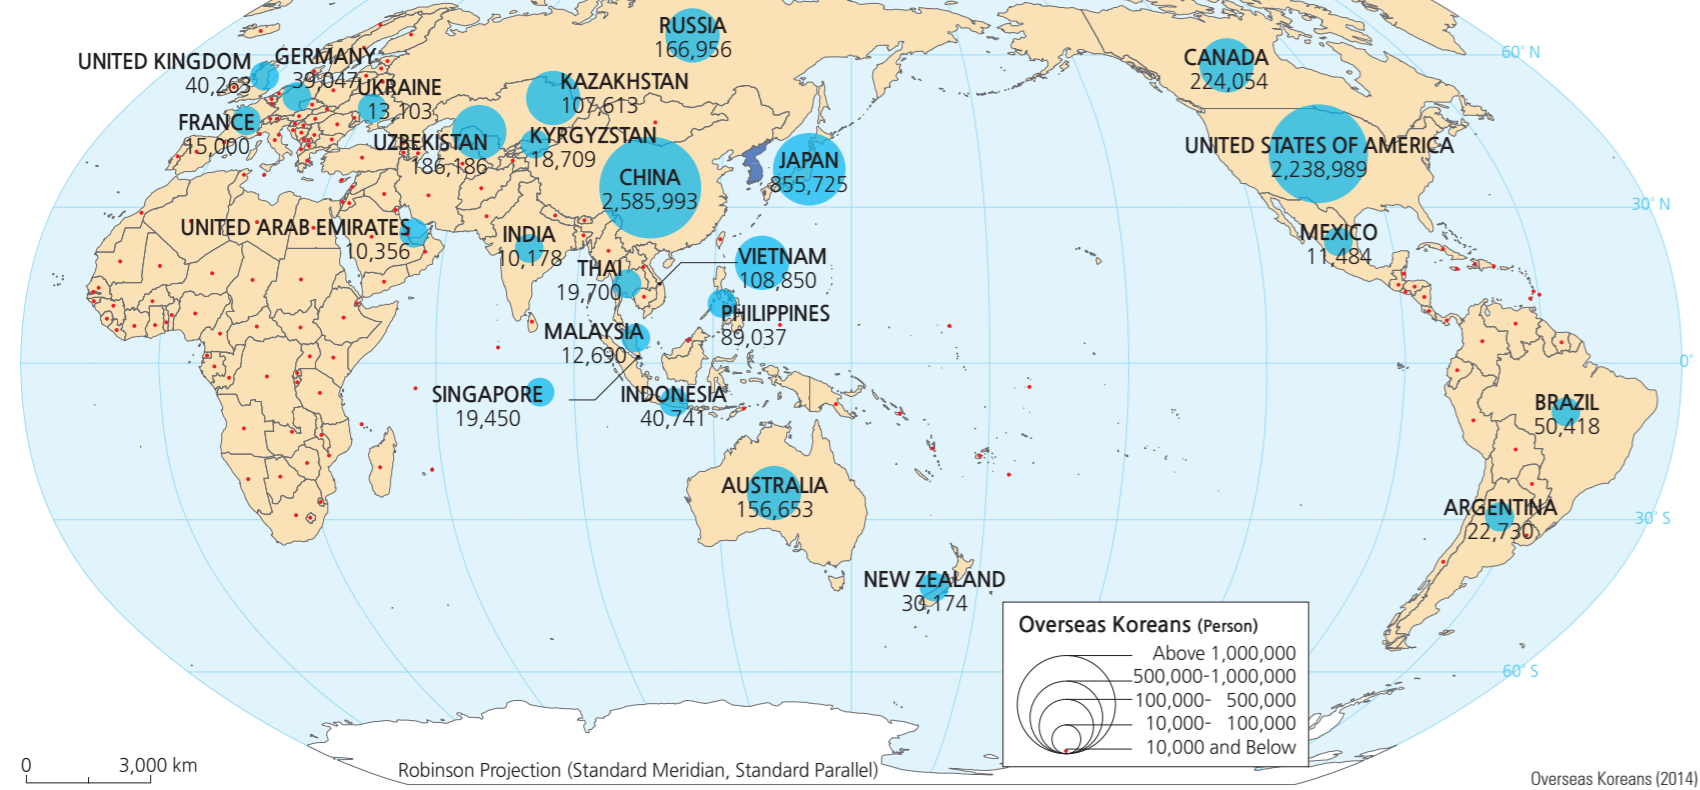 RUSSIA
166,956
UNITED KINGDOM
40,263
GERMANY
39,047
UKRAINE
13,103
FRANCE
15,000
KAZAKHSTAN
107,613
UZBEKISTAN
186,186
KYRGYZSTAN
18,709
CHINA
2,585,993
JAPAN
855,725
CANADA
224,054
UNITED STATES OF AMERICA
2,238,989
MEXICO
11,484
UNITED ARAB EMIRATES
10,356
INDIA
10,178
THAI
19,700
VIETNAM
108,850
PHILIPPINES
89,037
MALAYSIA
12,690
SINGAPORE
19,450
INDONESIA
40,741
BRAZIL
50,418
AUSTRALIA
156,653
ARGENTINA
22,730
NEW ZEALAND
30,174
60° N
30° N
0°
30° S
60° S
Overseas Koreans (Person)
Above 1,000,000
500,000-1,000,000
100,000- 500,000
10,000- 100,000
10,000 and Below
0 3,000 km
Robinson Projection (Standard Meridian, Standard Parallel)
Overseas Koreans (2014)